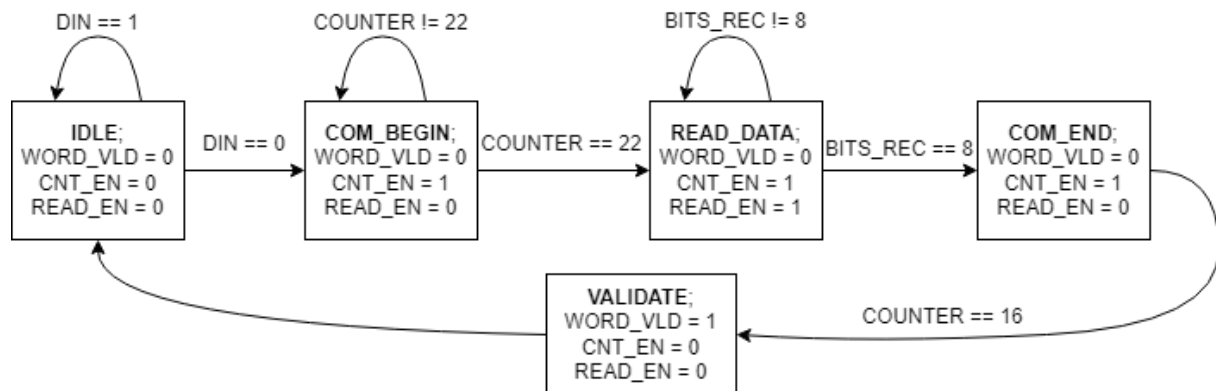 DIN == 1
COUNTER != 22
BITS_REC != 8
IDLE;
WORD_VLD = 0
CNT_EN = 0
READ_EN = 0
DIN == 0
COM_BEGIN;
WORD_VLD = 0
CNT_EN = 1
READ_EN = 0
COUNTER == 22
READ_DATA;
WORD_VLD = 0
CNT_EN = 1
READ_EN = 1
BITS_REC == 8
COM_END;
WORD_VLD = 0
CNT_EN = 1
READ_EN = 0
VALIDATE;
WORD_VLD = 1
CNT_EN = 0
READ_EN = 0
COUNTER == 16